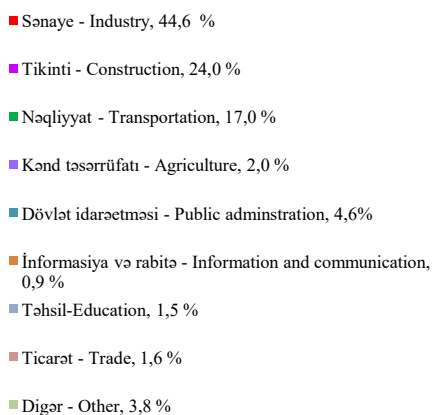 Sənaye - Industry, 44,6 %
Tikinti - Construction, 24,0 %
Nəqliyyat - Transportation, 17,0 %
Kənd təsərrüfatı - Agriculture, 2,0 %
Dövlət idarəetməsi - Public adminstration, 4,6%
İnformasiya və rabitə - Information and communication,
0,9 %
Təhsil-Education, 1,5 %
Ticarət - Trade, 1,6 %
Digər - Other, 3,8 %